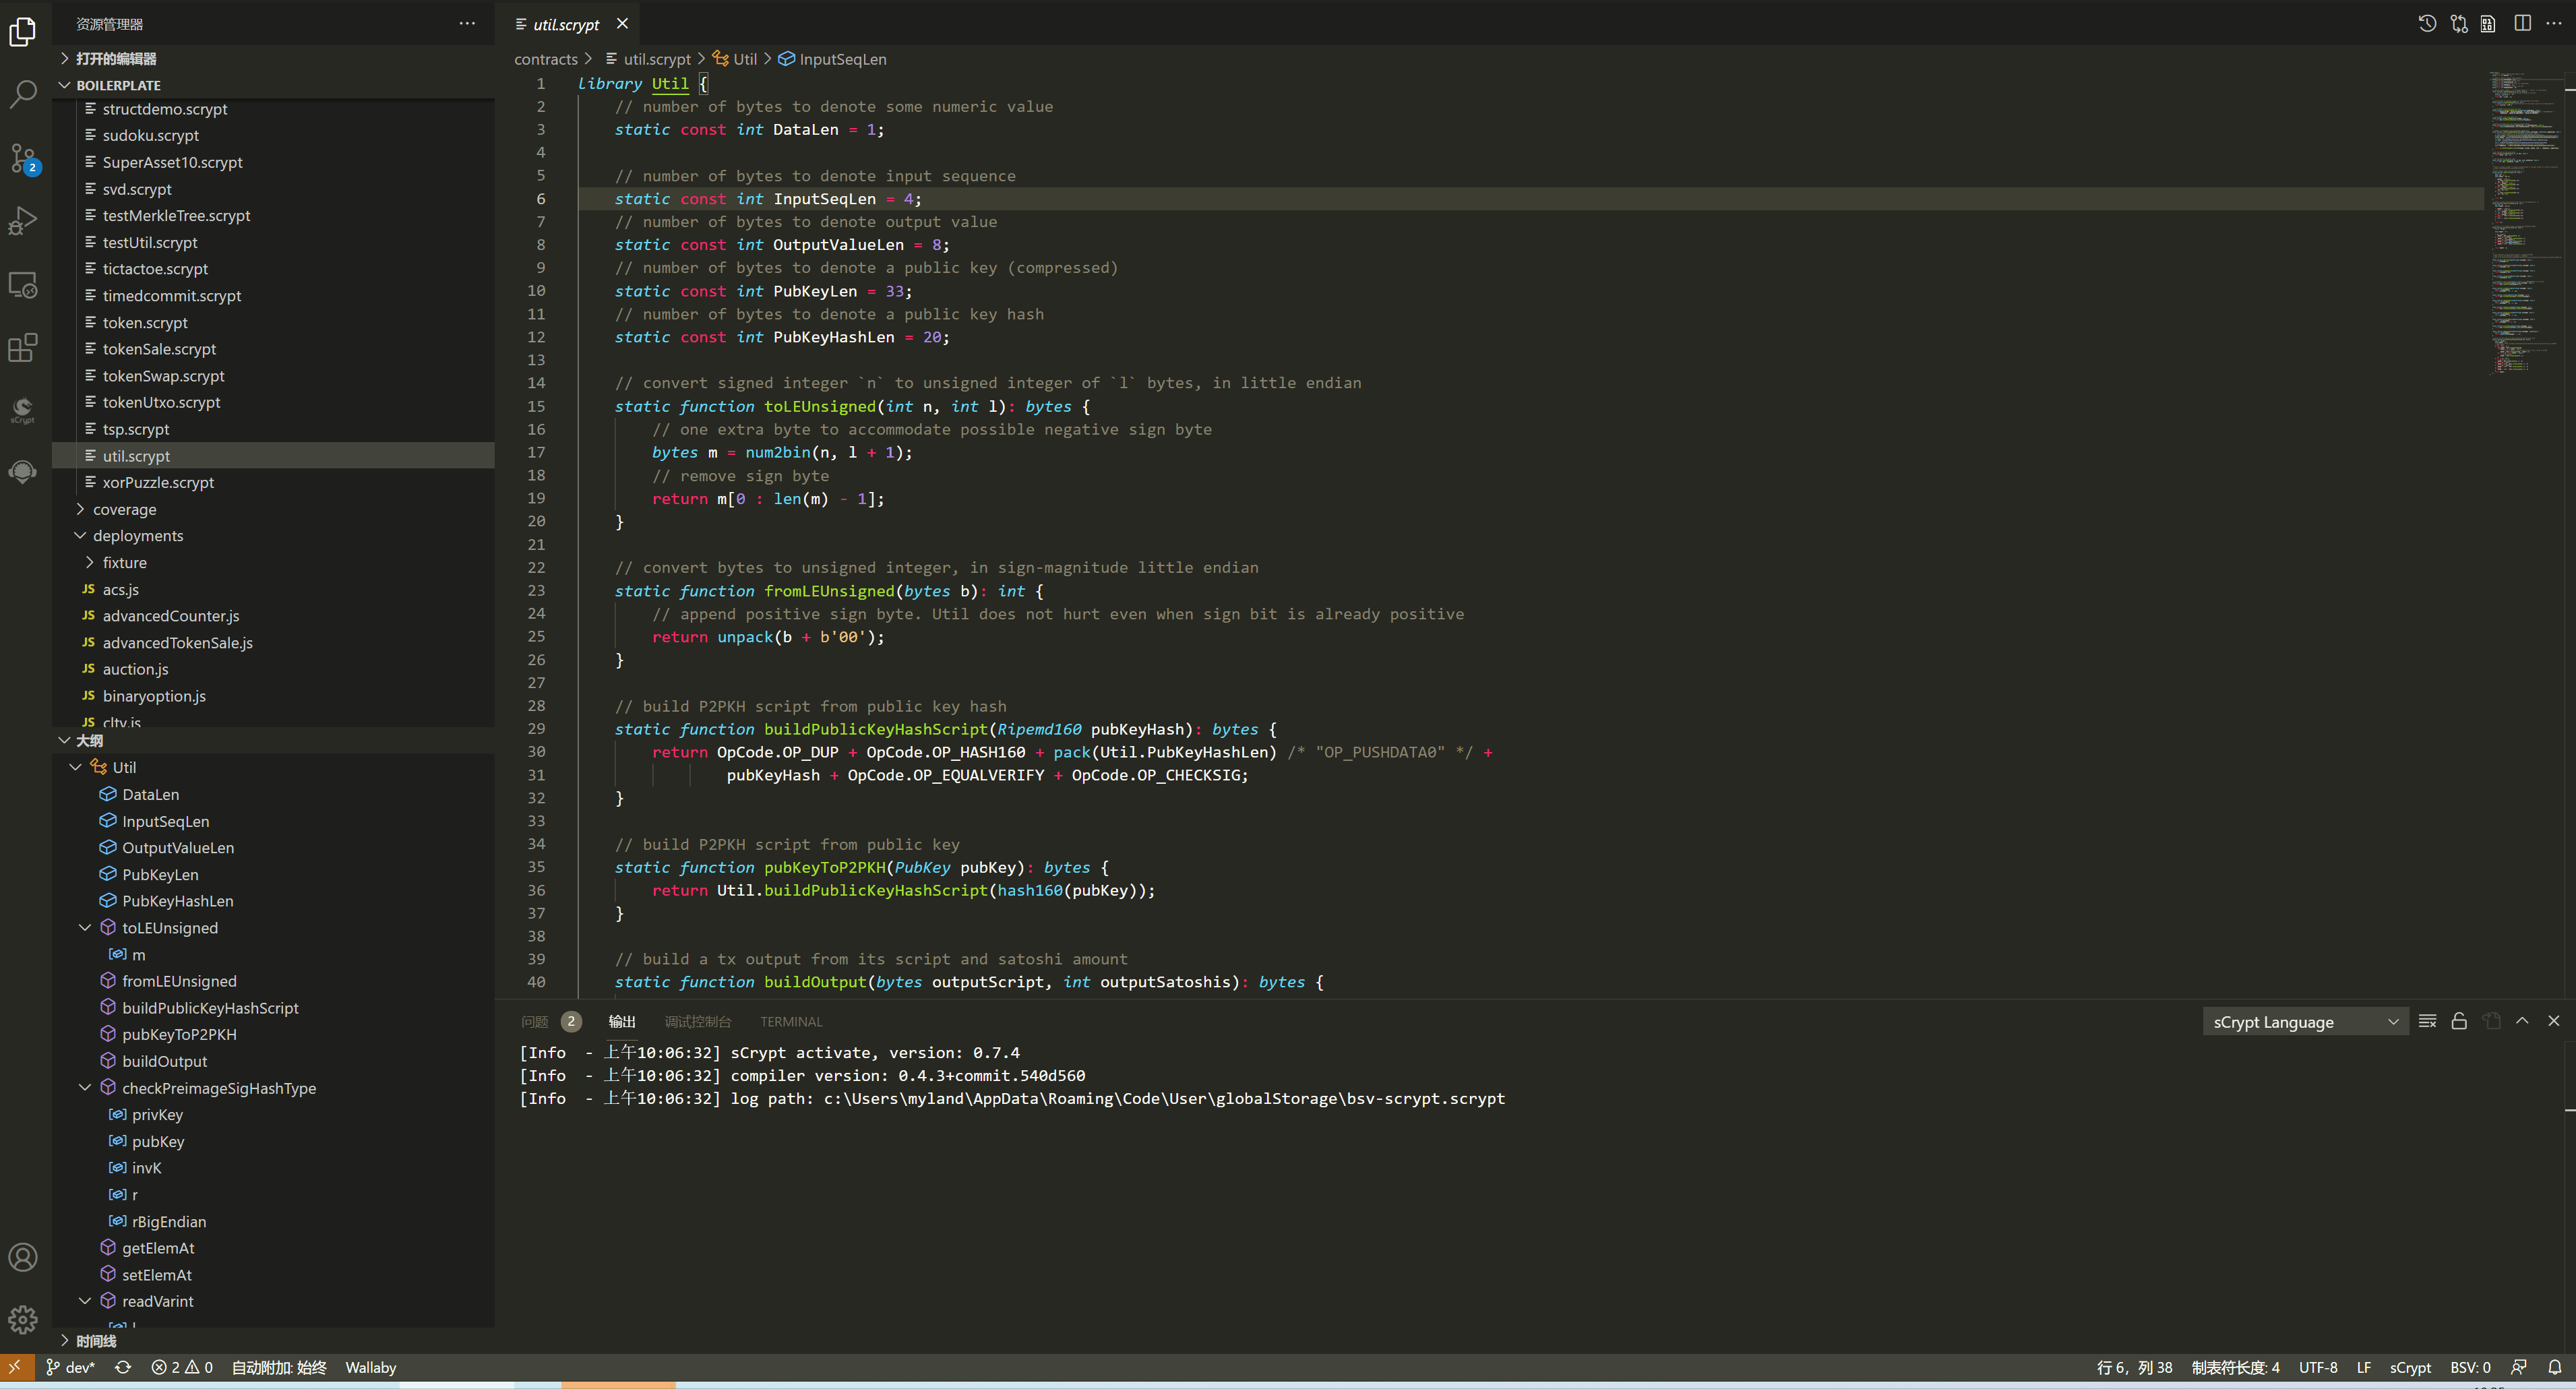 资源管理器
打开的编辑器
BOILERPLATE
structdemo.scrypt
sudoku.scrypt
SuperAsset10.scrypt
svd.scrypt
testMerkleTree.scrypt
testUtil.scrypt
tictactoe.scrypt
timedcommit.scrypt
token.scrypt
tokenSale.scrypt
tokenSwap.scrypt
tokenUtxo.scrypt
tsp.scrypt
util.scrypt
xorPuzzle.scrypt
coverage
deployments
fixture
JS acs.js
JS advancedCounter.js
JS advancedTokenSale.js
JS auction.js
JS binaryoption.js
JS cltv.js
大纲
Util
DataLen
InputSeqLen
OutputValueLen
PubKeyLen
PubKeyHashLen
toLEUnsigned
m
fromLEUnsigned
buildPublicKeyHashScript
pubKeyToP2PKH
buildOutput
checkPreimageSigHashType
privKey
pubKey
invK
r
rBigEndian
getElemAt
setElemAt
readVarint
时间线
2
sCrypt
util.scrypt
contracts > util.scrypt > Util > InputSeqLen
1 library Util {
2 // number of bytes to denote some numeric value
3 static const int DataLen = 1;
4
5 // number of bytes to denote input sequence
6 static const int InputSeqLen = 4;
7 // number of bytes to denote output value
8 static const int OutputValueLen = 8;
9 // number of bytes to denote a public key (compressed)
10 static const int PubKeyLen = 33;
11 // number of bytes to denote a public key hash
12 static const int PubKeyHashLen = 20;
13
14 // convert signed integer `n` to unsigned integer of `l` bytes, in little endian
15 static function toLEUnsigned(int n, int l): bytes {
16 // one extra byte to accommodate possible negative sign byte
17 bytes m = num2bin(n, l + 1);
18 // remove sign byte
19 return m[0 : len(m) - 1];
20 }
21
22 // convert bytes to unsigned integer, in sign-magnitude little endian
23 static function fromLEUnsigned(bytes b): int {
24 // append positive sign byte. Util does not hurt even when sign bit is already positive
25 return unpack(b + b'00');
26 }
27
28 // build P2PKH script from public key hash
29 static function buildPublicKeyHashScript(Ripemd160 pubKeyHash): bytes {
30 return OpCode.OP_DUP + OpCode.OP_HASH160 + pack(Util.PubKeyHashLen) /* "OP_PUSHDATA0" */ +
31 pubKeyHash + OpCode.OP_EQUALVERIFY + OpCode.OP_CHECKSIG;
32 }
33
34 // build P2PKH script from public key
35 static function pubKeyToP2PKH(PubKey pubKey): bytes {
36 return Util.buildPublicKeyHashScript(hash160(pubKey));
37 }
38
39 // build a tx output from its script and satoshi amount
40 static function buildOutput(bytes outputScript, int outputSatoshis): bytes {
问题 2 输出 调试控制台 TERMINAL sCrypt Language
[Info  - 上午10:06:32] sCrypt activate, version: 0.7.4
[Info  - 上午10:06:32] compiler version: 0.4.3+commit.540d560
[Info  - 上午10:06:32] log path: c:\Users\myland\AppData\Roaming\Code\User\globalStorage\bsv-scrypt.scrypt
dev* 2 0 自动附加: 始终 Wallaby 行 6，列 38 制表符长度: 4 UTF-8 LF sCrypt BSV: 0